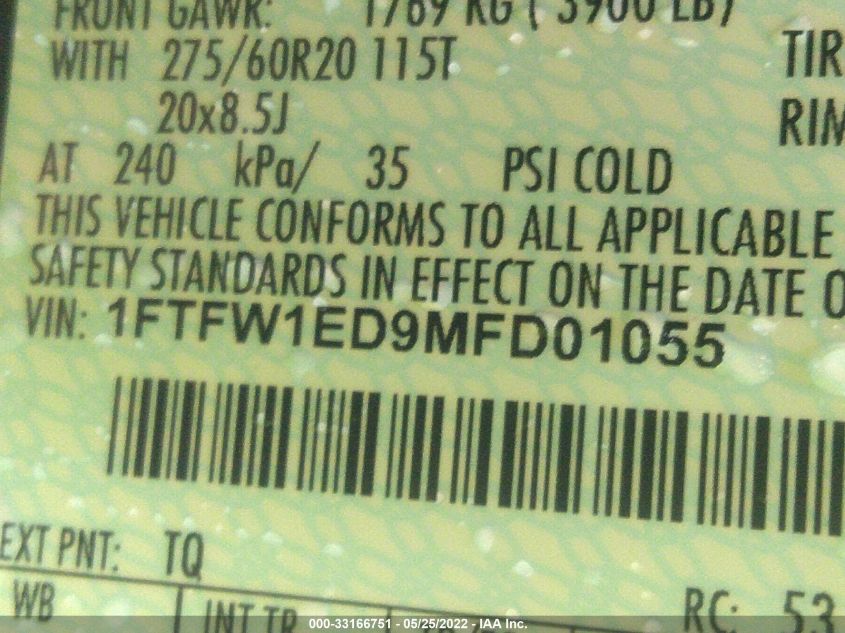 FRONT GAWR: 1769 KG ( 3900 LB)
WITH 275/60R20 115T TIR
20x8.5J RIM
AT 240 kPa/ 35 PSI COLD
THIS VEHICLE CONFORMS TO ALL APPLICABLE
SAFETY STANDARDS IN EFFECT ON THE DATE O
VIN: 1FTFW1ED9MFD01055
EXT PNT: TQ RC: 53
WB INT TR
000-33166751 - 05/25/2022 - IAA Inc.